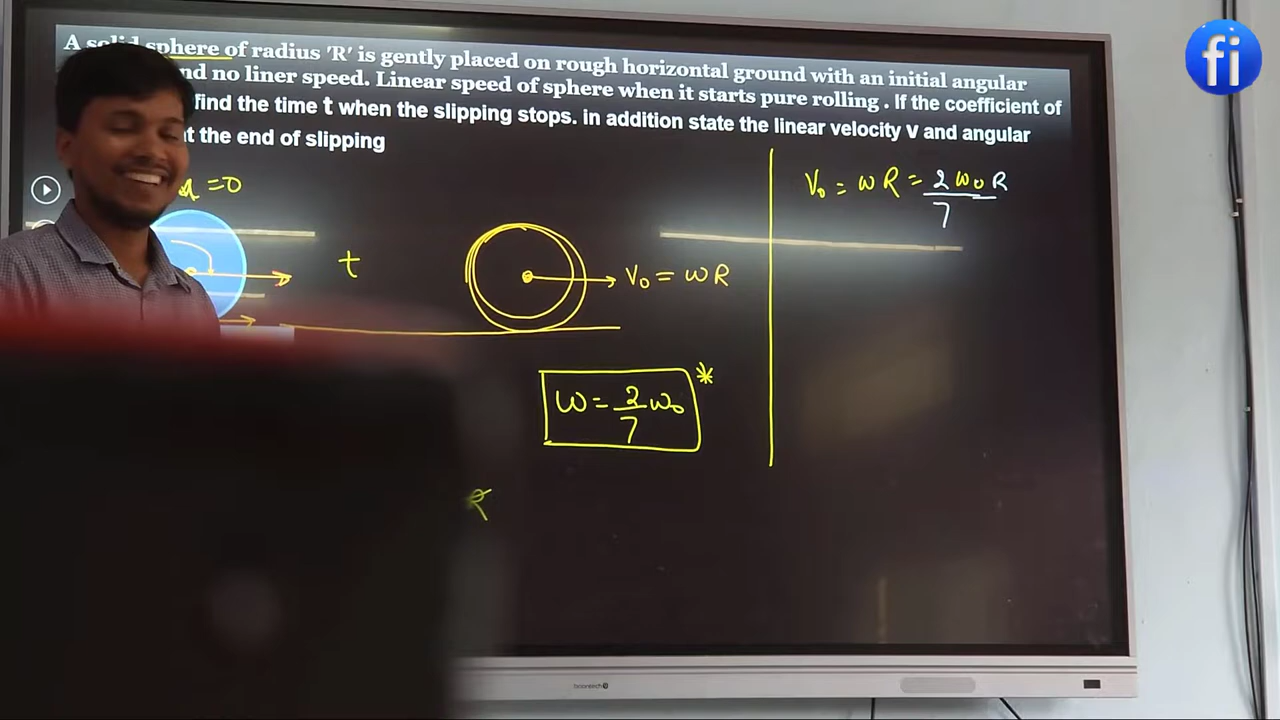 A solid sphere of radius 'R' is gently placed on rough horizontal ground with an initial angular
nd no liner speed. Linear speed of sphere when it starts pure rolling . If the coefficient of
find the time t when the slipping stops. in addition state the linear velocity V and angular
at the end of slipping
fi
= 0
t
V₀ = ωR
V₀ = ωR = 2ω₀R/7
ω = 2/7 ω₀ *
R